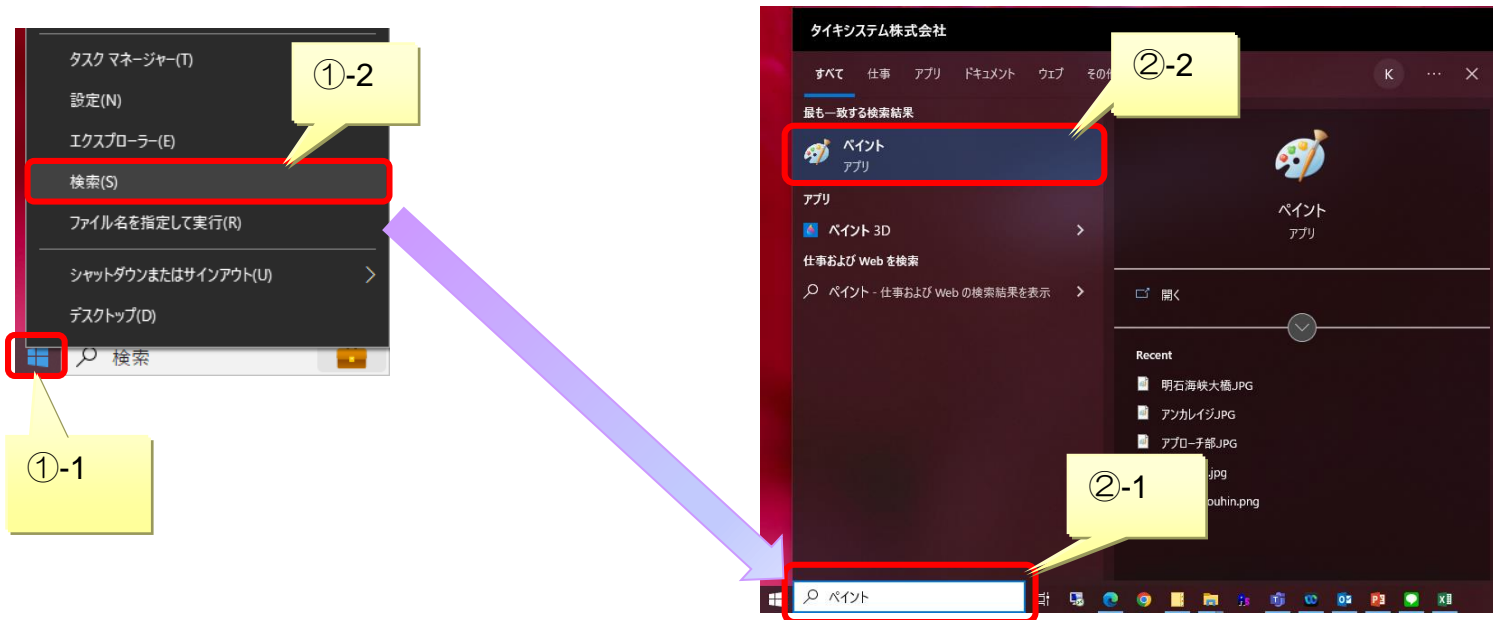 タスク マネージャー(T)
設定(N)
エクスプローラー(E)
検索(S)
ファイル名を指定して実行(R)
シャットダウンまたはサインアウト(U)
デスクトップ(D)
検索
①-2
①-1
タイキシステム株式会社
すべて 仕事 アプリ ドキュメント ウェブ その他
K ···
②-2
最も一致する検索結果
ペイント
アプリ
アプリ
ペイント 3D
仕事および Web を検索
ペイント - 仕事および Web の検索結果を表示
ペイント
アプリ
開く
Recent
明石海峡大橋.JPG
アンカレイジ.JPG
アプローチ部.JPG
.jpg
ouhin.png
②-1
ペイント